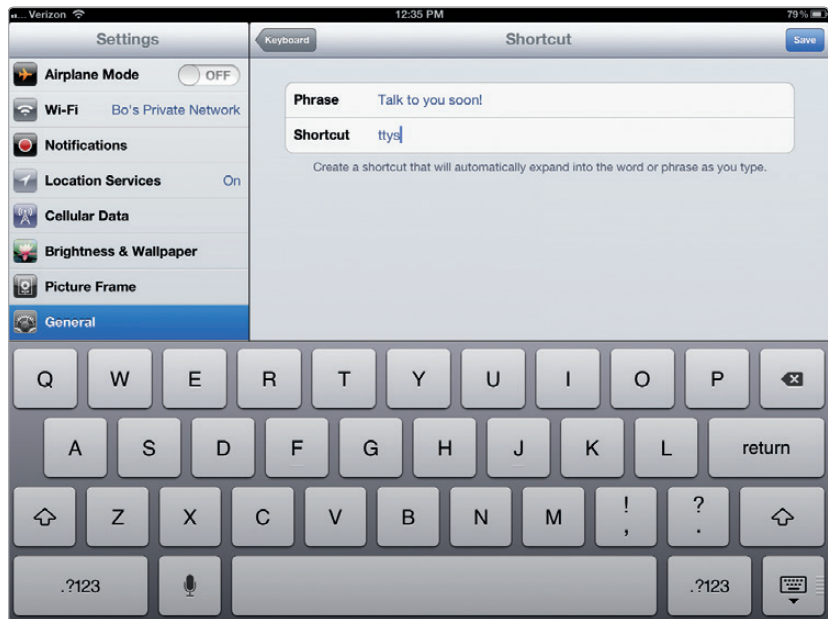 ... Verizon 12:35 PM 79%
Settings
Keyboard Shortcut Save
Airplane Mode OFF
Wi-Fi Bo's Private Network
Notifications
Location Services On
Cellular Data
Brightness & Wallpaper
Picture Frame
General
Phrase Talk to you soon!
Shortcut ttys
Create a shortcut that will automatically expand into the word or phrase as you type.
Q W E R T Y U I O P
A S D F G H J K L return
Z X C V B N M ! , ? .
.?123 .?123